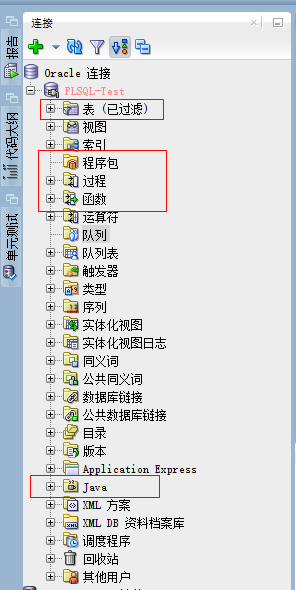 连接
报告
代码大纲
单元测试
Oracle 连接
PLSQL-Test
表 (已过滤)
视图
索引
程序包
过程
函数
运算符
队列
队列表
触发器
类型
序列
实体化视图
实体化视图日志
同义词
公共同义词
数据库链接
公共数据库链接
目录
版本
Application Express
Java
XML 方案
XML DB 资料档案库
调度程序
回收站
其他用户